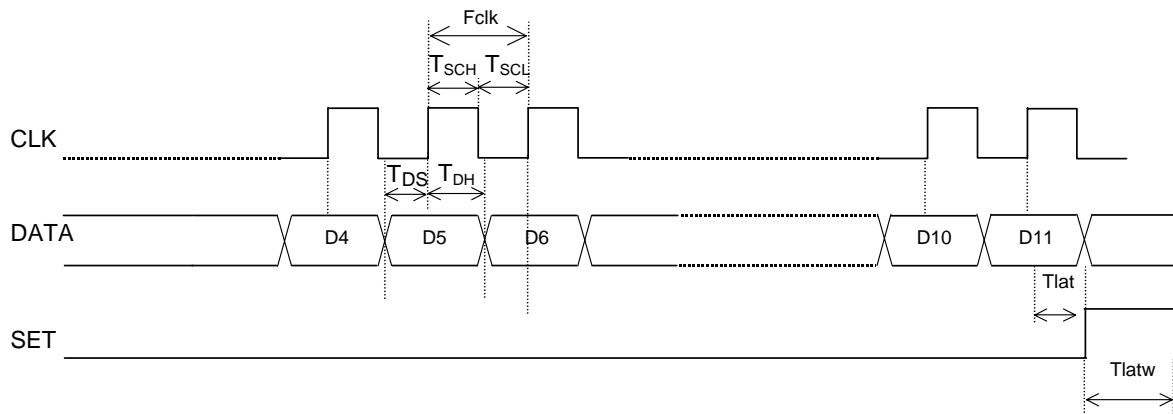 Fclk
TSCH TSCL
CLK
TDS TDH
DATA D4 D5 D6 D10 D11
Tlat
SET
Tlatw